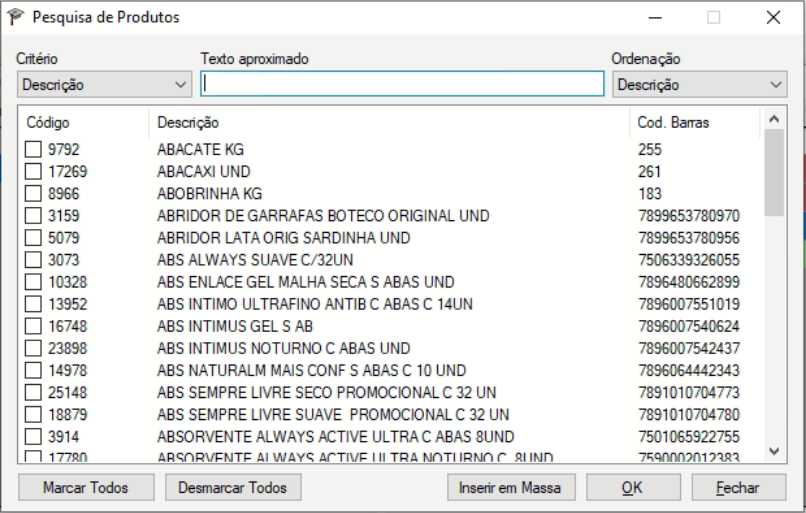 Pesquisa de Produtos
Critério Texto aproximado Ordenação
Descrição Descrição
Código Descrição Cod. Barras
9792 ABACATE KG 255
17269 ABACAXI UND 261
8966 ABOBRINHA KG 183
3159 ABRIDOR DE GARRAFAS BOTECO ORIGINAL UND 7899653780970
5079 ABRIDOR LATA ORIG SARDINHA UND 7899653780956
3073 ABS ALWAYS SUAVE C/32UN 7506339326055
10328 ABS ENLACE GEL MALHA SECA S ABAS UND 7896480662899
13952 ABS INTIMO ULTRAFINO ANTIB C ABAS C 14UN 7896007551019
16748 ABS INTIMUS GEL S AB 7896007540624
23898 ABS INTIMUS NOTURNO C ABAS UND 7896007542437
14978 ABS NATURALM MAIS CONF S ABAS C 10 UND 7896064442343
25148 ABS SEMPRE LIVRE SECO PROMOCIONAL C 32 UN 7891010704773
18879 ABS SEMPRE LIVRE SUAVE PROMOCIONAL C 32 UN 7891010704780
3914 ABSORVENTE ALWAYS ACTIVE ULTRA C ABAS 8UND 7501065922755
17780 ABSORVENTE ALWAYS ACTIVE ULTRA NOTURNO C 8UND 7590002012383
Marcar Todos Desmarcar Todos Inserir em Massa OK Fechar